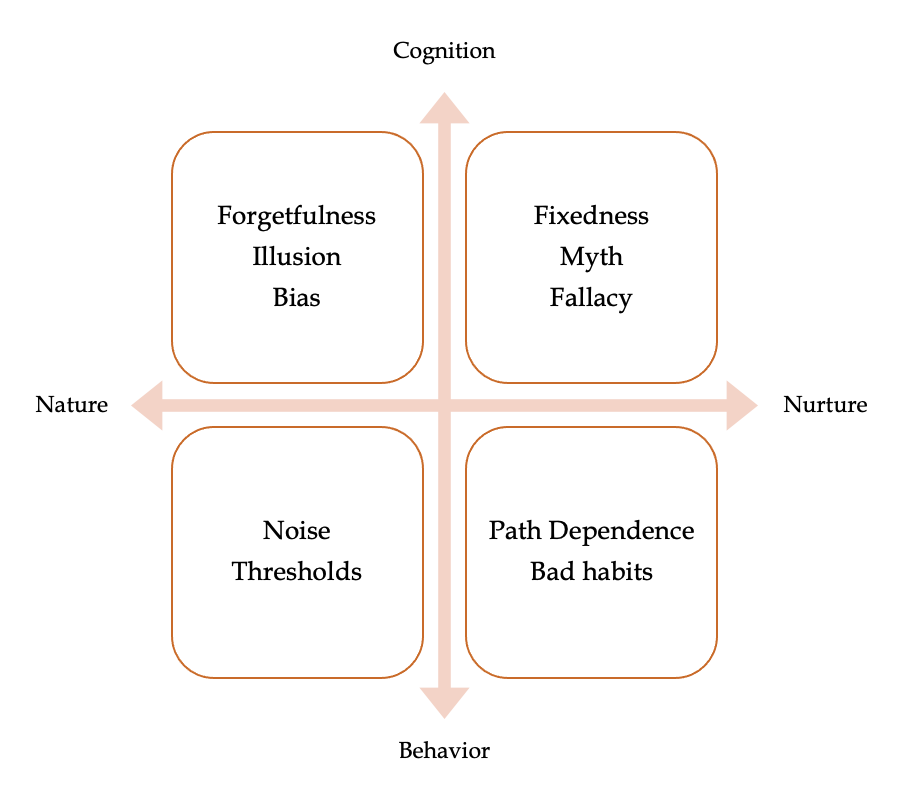 Cognition
Forgetfulness
Illusion
Bias
Fixedness
Myth
Fallacy
Nature
Nurture
Noise
Thresholds
Path Dependence
Bad habits
Behavior